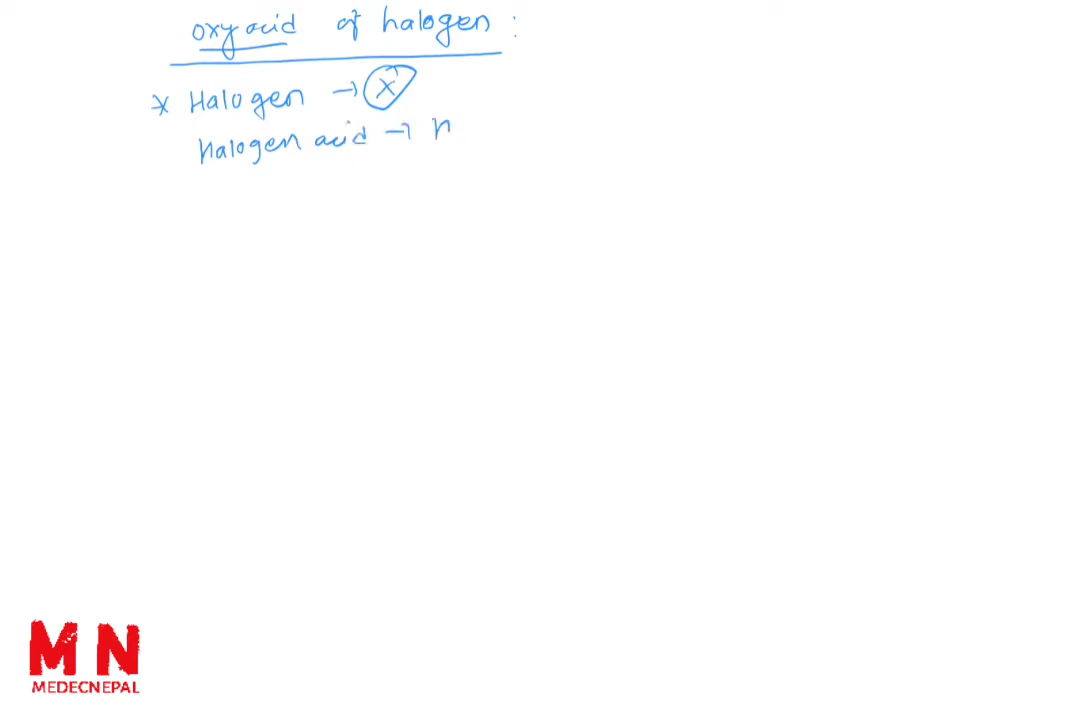 oxyacid of halogen :
* Halogen → X
halogen acid → h
MN
MEDECNEPAL